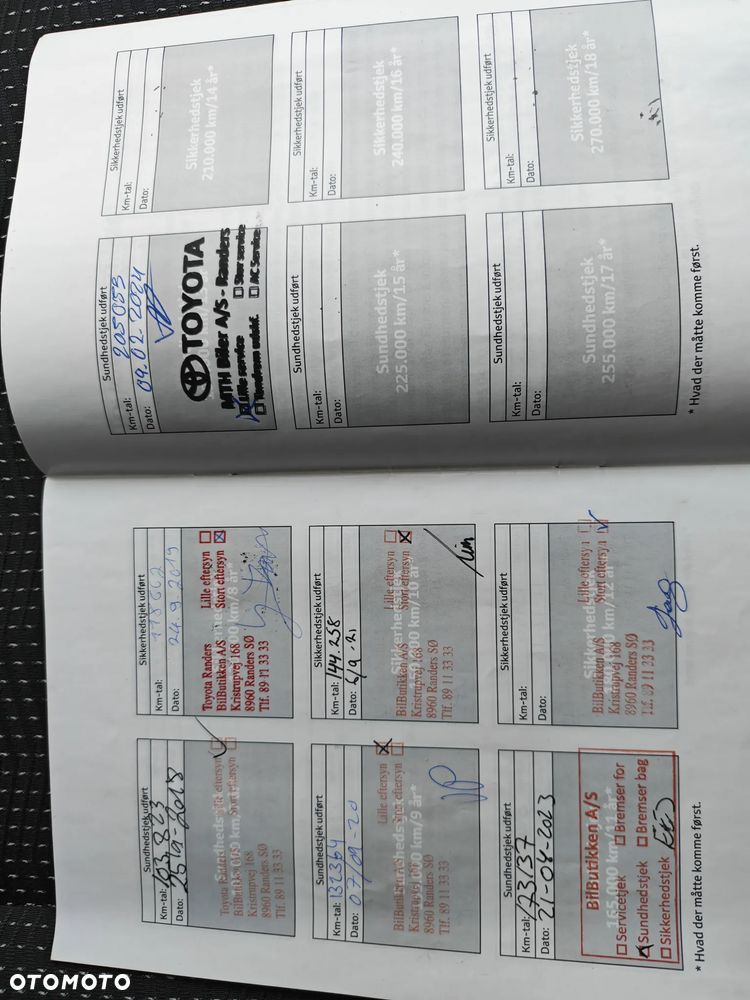 Sundhedstjek udført
Km-tal: 103 823
Dato: 25/9-2018
Toyota Randers
BilButikken A/S
Kristrupvej 168
8960 Randers SØ
Tlf. 89 11 33 33
Lille eftersyn
Stort eftersyn
Sikkerhedstjek udført
Km-tal: 118662
Dato: 24.9.2019
Toyota Randers
BilButikken A/S
Kristrupvej 168
8960 Randers SØ
Tlf. 89 11 33 33
Lille eftersyn
Stort eftersyn
Sundhedstjek udført
Km-tal: 132364
Dato: 07/09-20
BilButikken A/S
Kristrupvej 168
8960 Randers SØ
Tlf. 89 11 33 33
Lille eftersyn
Stort eftersyn
Sikkerhedstjek udført
Km-tal: 144.258
Dato: 6/9.21
BilButikken A/S
Kristrupvej 168
8960 Randers SØ
Tlf. 89 11 33 33
Lille eftersyn
Stort eftersyn
Sundhedstjek udført
Km-tal: 173137
Dato: 21-08-2023
BilButikken A/S
165.000 km/11 år*
Servicetjek
Bremser for
Sundhedstjek
Bremser bag
Sikkerhedstjek
Sikkerhedstjek udført
Km-tal:
Dato:
BilButikken A/S
Kristrupvej 168
8960 Randers SØ
Tlf. 89 11 33 33
Lille eftersyn
Stort eftersyn
* Hvad der måtte komme først.
Sundhedstjek udført
Km-tal: 205053
Dato: 09.02.2024
TOYOTA
MTH Biler A/S - Randers
Lille service
Stor service
AC Service
Sikkerhedstjek udført
Km-tal:
Dato:
Sikkerhedstjek
210.000 km/14 år*
Sundhedstjek udført
Km-tal:
Dato:
Sundhedstjek
225.000 km/15 år*
Sikkerhedstjek udført
Km-tal:
Dato:
Sikkerhedstjek
240.000 km/16 år*
Sundhedstjek udført
Km-tal:
Dato:
Sundhedstjek
255.000 km/17 år*
Sikkerhedstjek udført
Km-tal:
Dato:
Sikkerhedstjek
270.000 km/18 år*
* Hvad der måtte komme først.
OTOMOTO